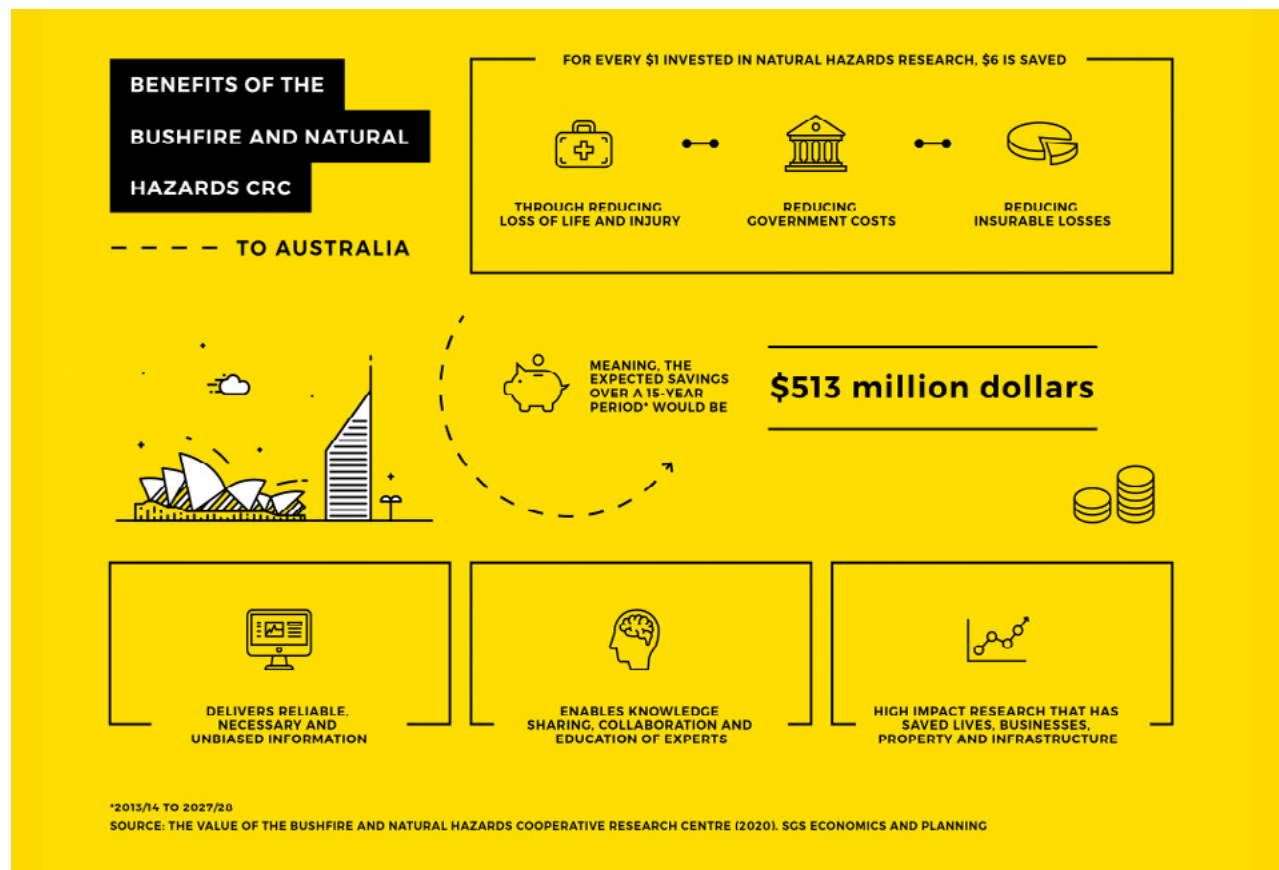 BENEFITS OF THE
BUSHFIRE AND NATURAL
HAZARDS CRC
TO AUSTRALIA
FOR EVERY $1 INVESTED IN NATURAL HAZARDS RESEARCH, $6 IS SAVED
THROUGH REDUCING
LOSS OF LIFE AND INJURY
REDUCING
GOVERNMENT COSTS
REDUCING
INSURABLE LOSSES
MEANING, THE
EXPECTED SAVINGS
OVER A 15-YEAR
PERIOD* WOULD BE
$513 million dollars
DELIVERS RELIABLE,
NECESSARY AND
UNBIASED INFORMATION
ENABLES KNOWLEDGE
SHARING, COLLABORATION AND
EDUCATION OF EXPERTS
HIGH IMPACT RESEARCH THAT HAS
SAVED LIVES, BUSINESSES,
PROPERTY AND INFRASTRUCTURE
*2013/14 TO 2027/28
SOURCE: THE VALUE OF THE BUSHFIRE AND NATURAL HAZARDS COOPERATIVE RESEARCH CENTRE (2020). SGS ECONOMICS AND PLANNING